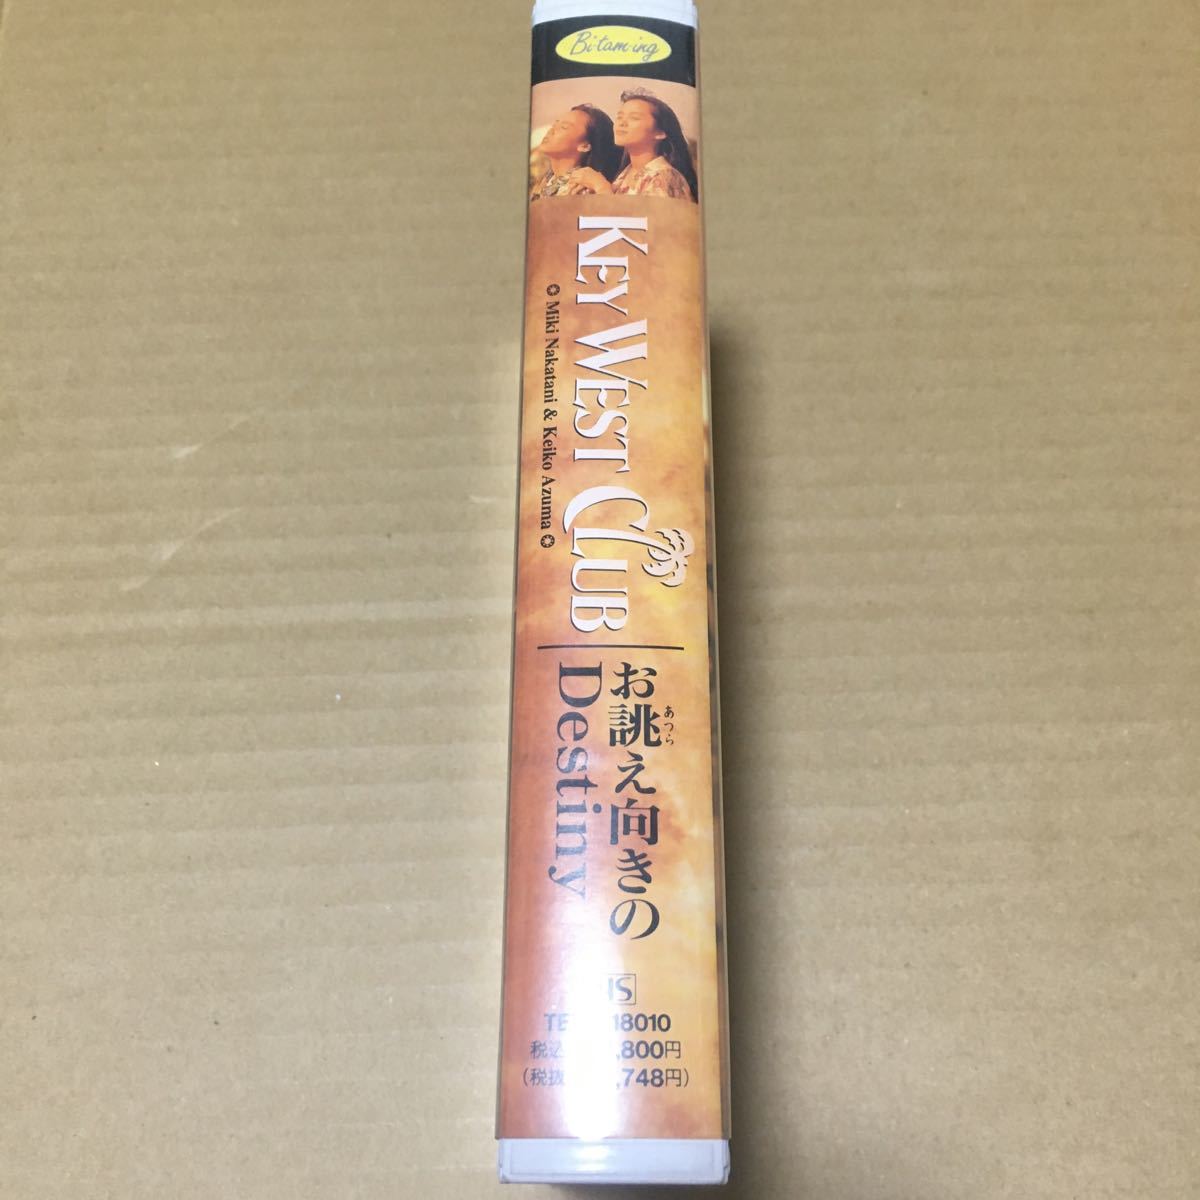 Bi-tam-ing
KEY WEST CLUB
❂ Miki Nakatani & Keiko Azuma ❂
お誂え向きの
あつら
Destiny
18010
税込 ,800円
(税抜 ,748円)